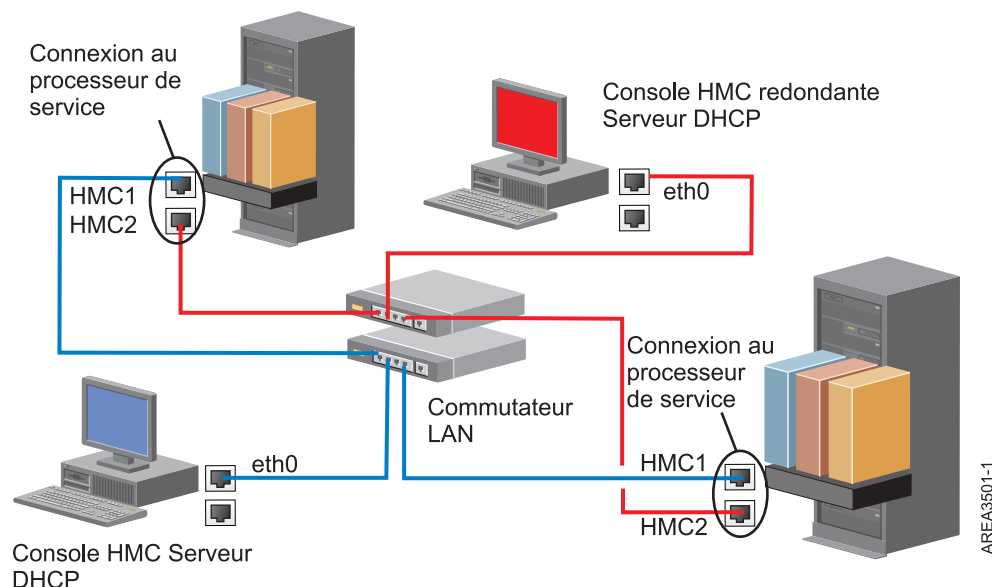 Connexion au
processeur de
service
Console HMC redondante
Serveur DHCP
HMC1
HMC2
eth0
Connexion au
processeur
de service
Commutateur
LAN
eth0
HMC1
HMC2
Console HMC Serveur
DHCP
AREA3501-1